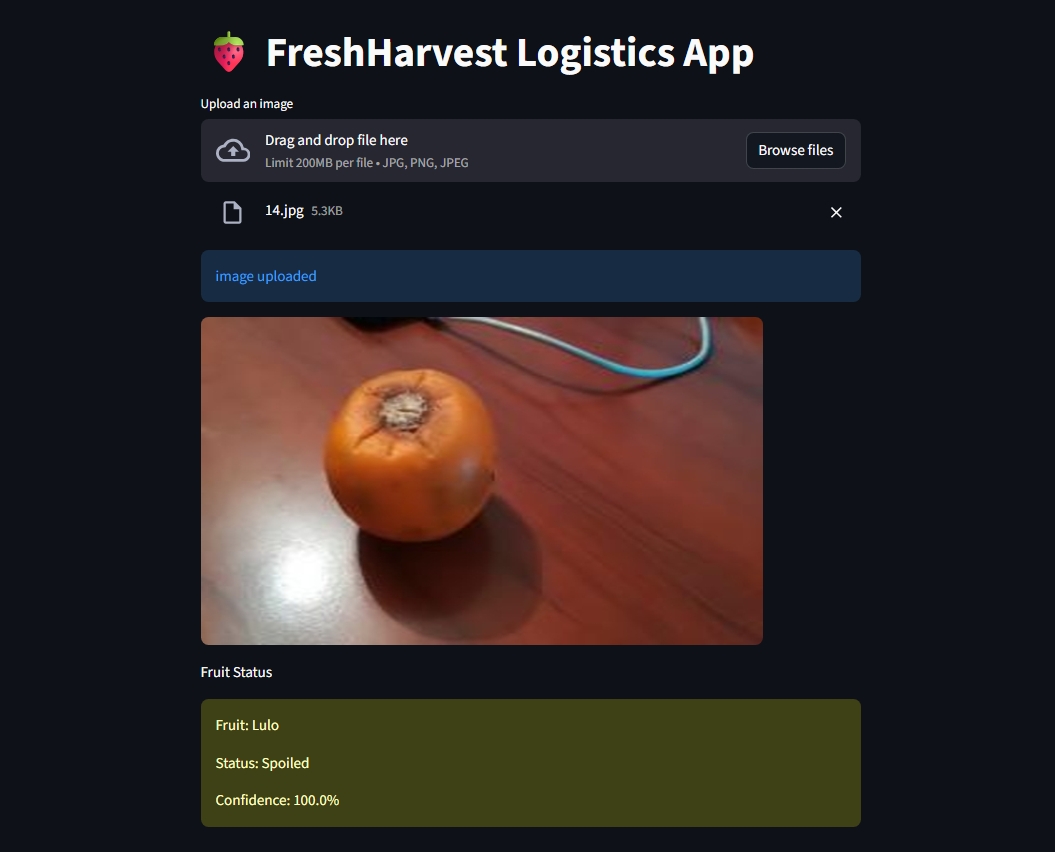 FreshHarvest Logistics App
Upload an image
Drag and drop file here
Limit 200MB per file • JPG, PNG, JPEG
Browse files
14.jpg 5.3KB
image uploaded
Fruit Status
Fruit: Lulo
Status: Spoiled
Confidence: 100.0%